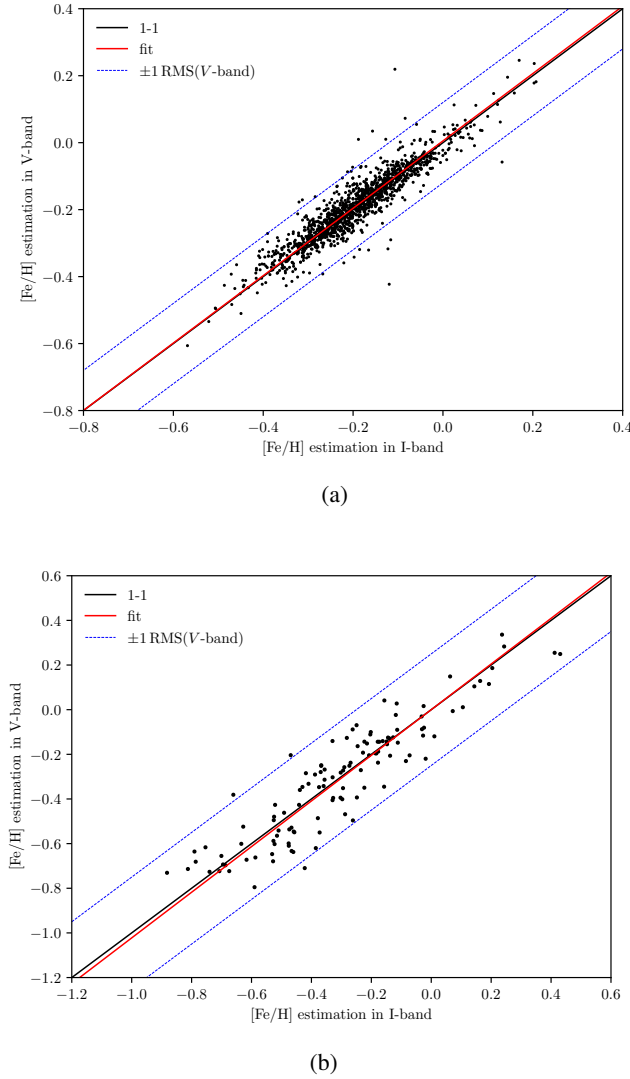 0.4
1-1
fit
±1 RMS(V-band)
0.2
0.0
−0.2
−0.4
−0.6
−0.8
[Fe/H] estimation in V-band
−0.8 −0.6 −0.4 −0.2 0.0 0.2 0.4
[Fe/H] estimation in I-band
(a)
0.6
1-1
fit
±1 RMS(V-band)
0.4
0.2
0.0
−0.2
−0.4
−0.6
−0.8
−1.0
−1.2
[Fe/H] estimation in V-band
−1.2 −1.0 −0.8 −0.6 −0.4 −0.2 0.0 0.2 0.4 0.6
[Fe/H] estimation in I-band
(b)